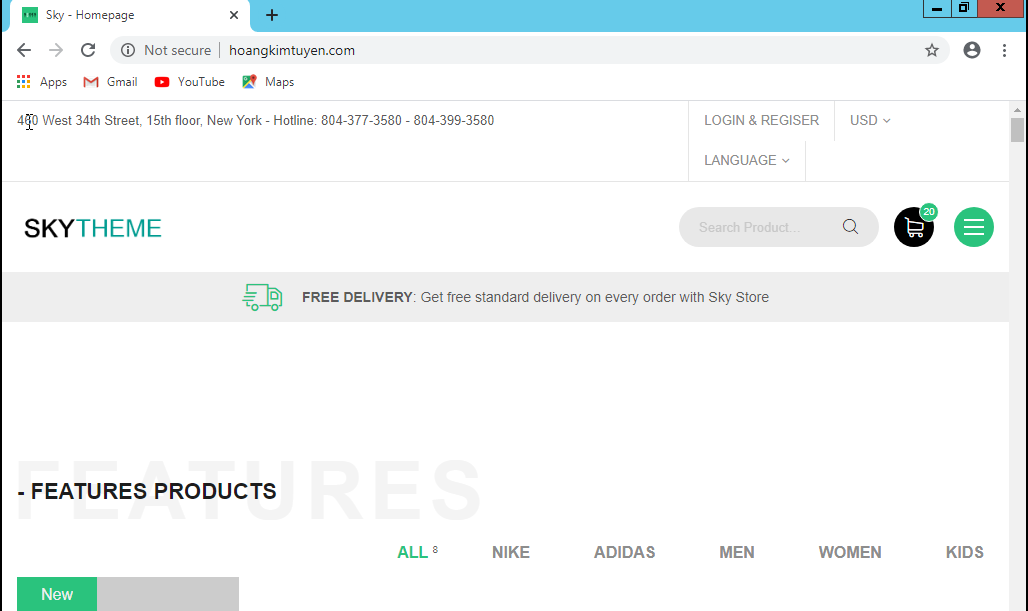 Sky - Homepage
Not secure
hoangkimtuyen.com
Apps
Gmail
YouTube
Maps
460 West 34th Street, 15th floor, New York - Hotline: 804-377-3580 - 804-399-3580
LOGIN & REGISER
USD
LANGUAGE
SKYTHEME
Search Product...
20
FREE DELIVERY: Get free standard delivery on every order with Sky Store
FEATURES
- FEATURES PRODUCTS
ALL 8
NIKE
ADIDAS
MEN
WOMEN
KIDS
New